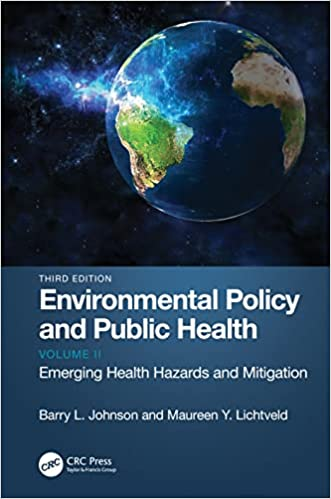 THIRD EDITION
Environmental Policy
and Public Health
VOLUME II
Emerging Health Hazards and Mitigation
Barry L. Johnson and Maureen Y. Lichtveld
CRC
CRC Press
Taylor & Francis Group